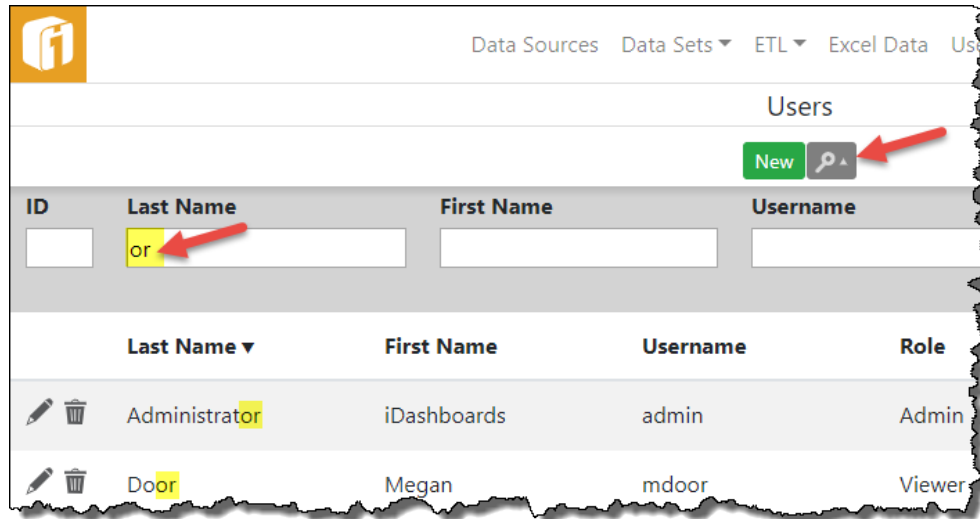 Data Sources Data Sets ETL Excel Data Use
Users
New
ID Last Name First Name Username
or
Last Name First Name Username Role
Administrator iDashboards admin Admin
Door Megan mdoor Viewer